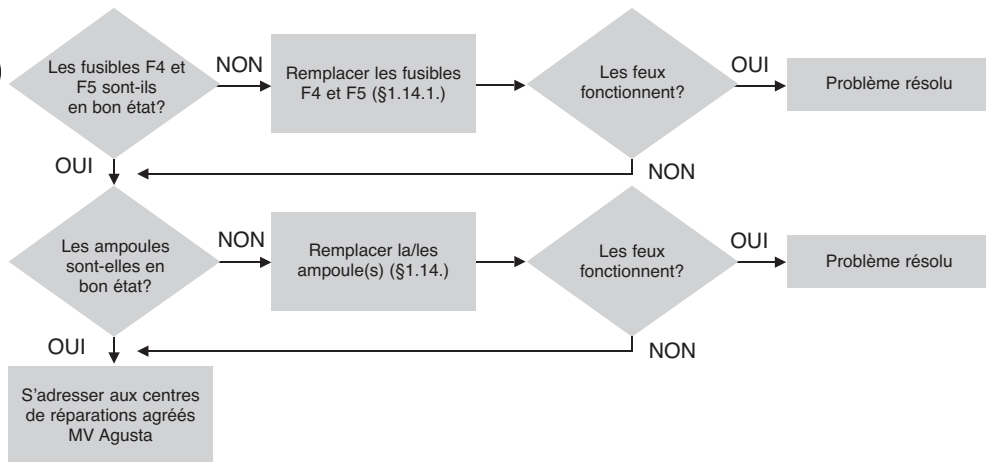 Les fusibles F4 et
F5 sont-ils
en bon état?
NON
Remplacer les fusibles
F4 et F5 (§1.14.1.)
Les feux
fonctionnent?
OUI
Problème résolu
OUI
NON
Les ampoules
sont-elles en
bon état?
NON
Remplacer la/les
ampoule(s) (§1.14.)
Les feux
fonctionnent?
OUI
Problème résolu
OUI
NON
S'adresser aux centres
de réparations agréés
MV Agusta